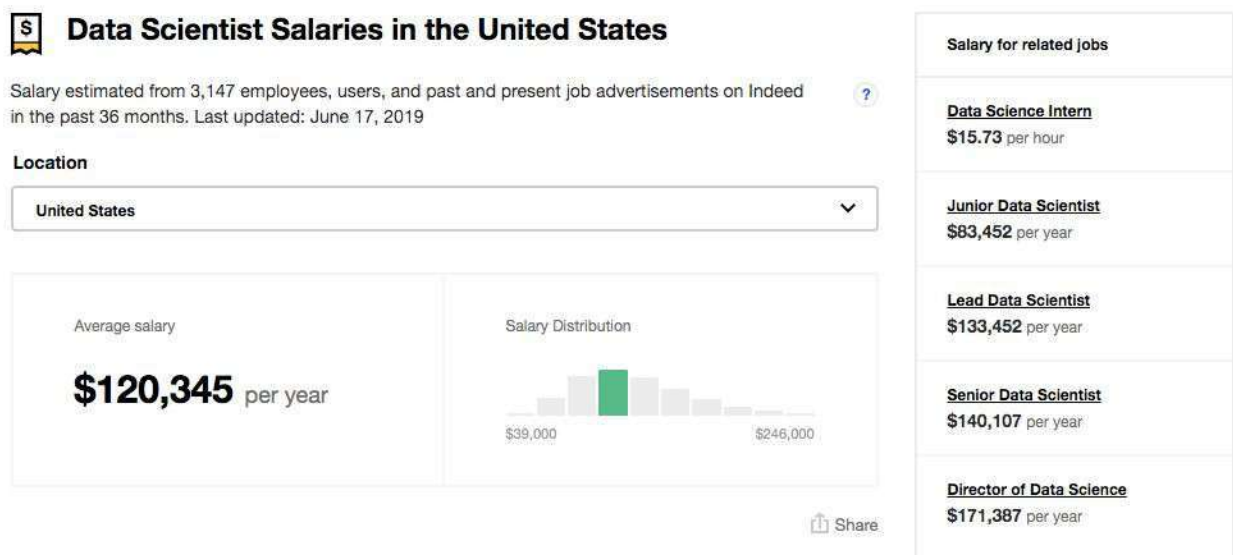 $
Data Scientist Salaries in the United States
Salary estimated from 3,147 employees, users, and past and present job advertisements on Indeed
in the past 36 months. Last updated: June 17, 2019
?
Location
United States
Average salary
$120,345 per year
Salary Distribution
$39,000
$246,000
Share
Salary for related jobs
Data Science Intern
$15.73 per hour
Junior Data Scientist
$83,452 per year
Lead Data Scientist
$133,452 per year
Senior Data Scientist
$140,107 per year
Director of Data Science
$171,387 per year